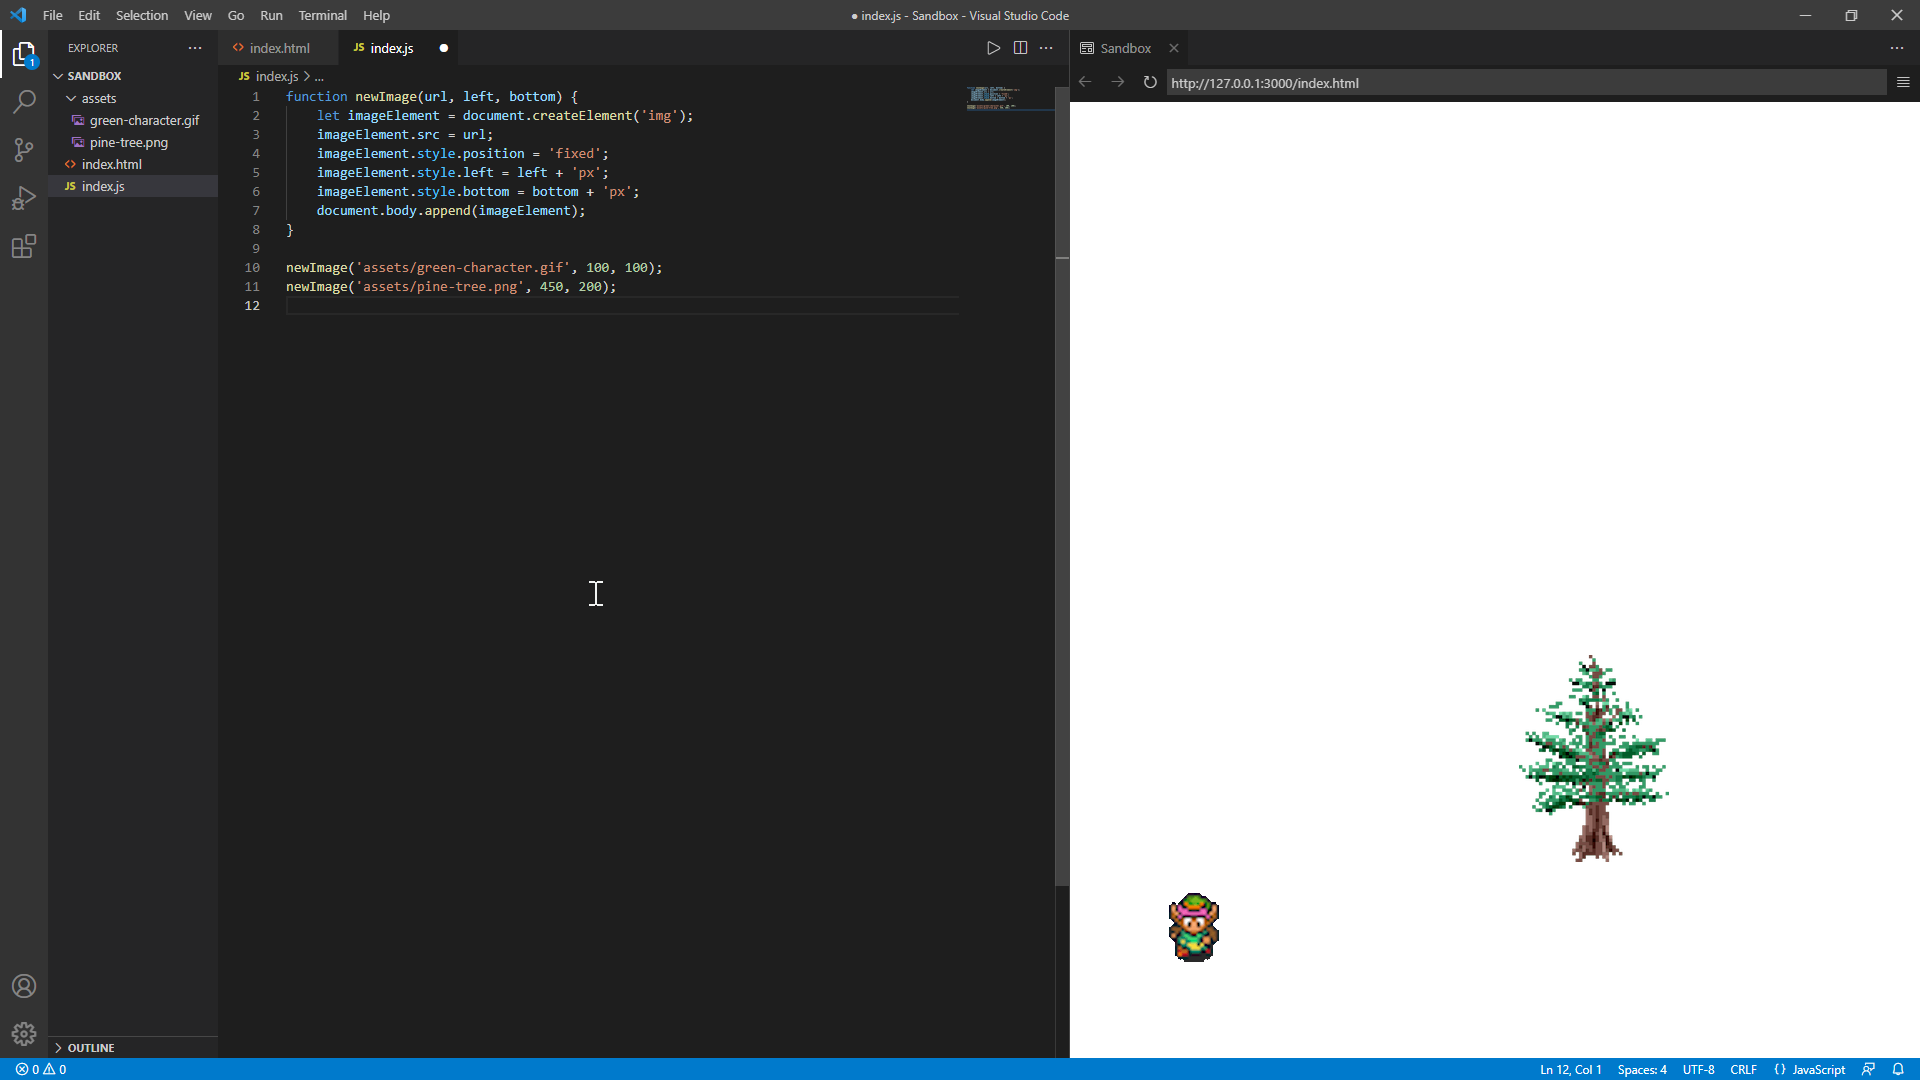 File Edit Selection View Go Run Terminal Help
● index.js - Sandbox - Visual Studio Code
EXPLORER
index.html
JS index.js
Sandbox
SANDBOX
assets
green-character.gif
pine-tree.png
index.html
JS index.js
OUTLINE
1
JS index.js > ...
http://127.0.0.1:3000/index.html
1 function newImage(url, left, bottom) {
2 let imageElement = document.createElement('img');
3 imageElement.src = url;
4 imageElement.style.position = 'fixed';
5 imageElement.style.left = left + 'px';
6 imageElement.style.bottom = bottom + 'px';
7 document.body.append(imageElement);
8 }
9
10 newImage('assets/green-character.gif', 100, 100);
11 newImage('assets/pine-tree.png', 450, 200);
12
0 0
Ln 12, Col 1 Spaces: 4 UTF-8 CRLF {} JavaScript